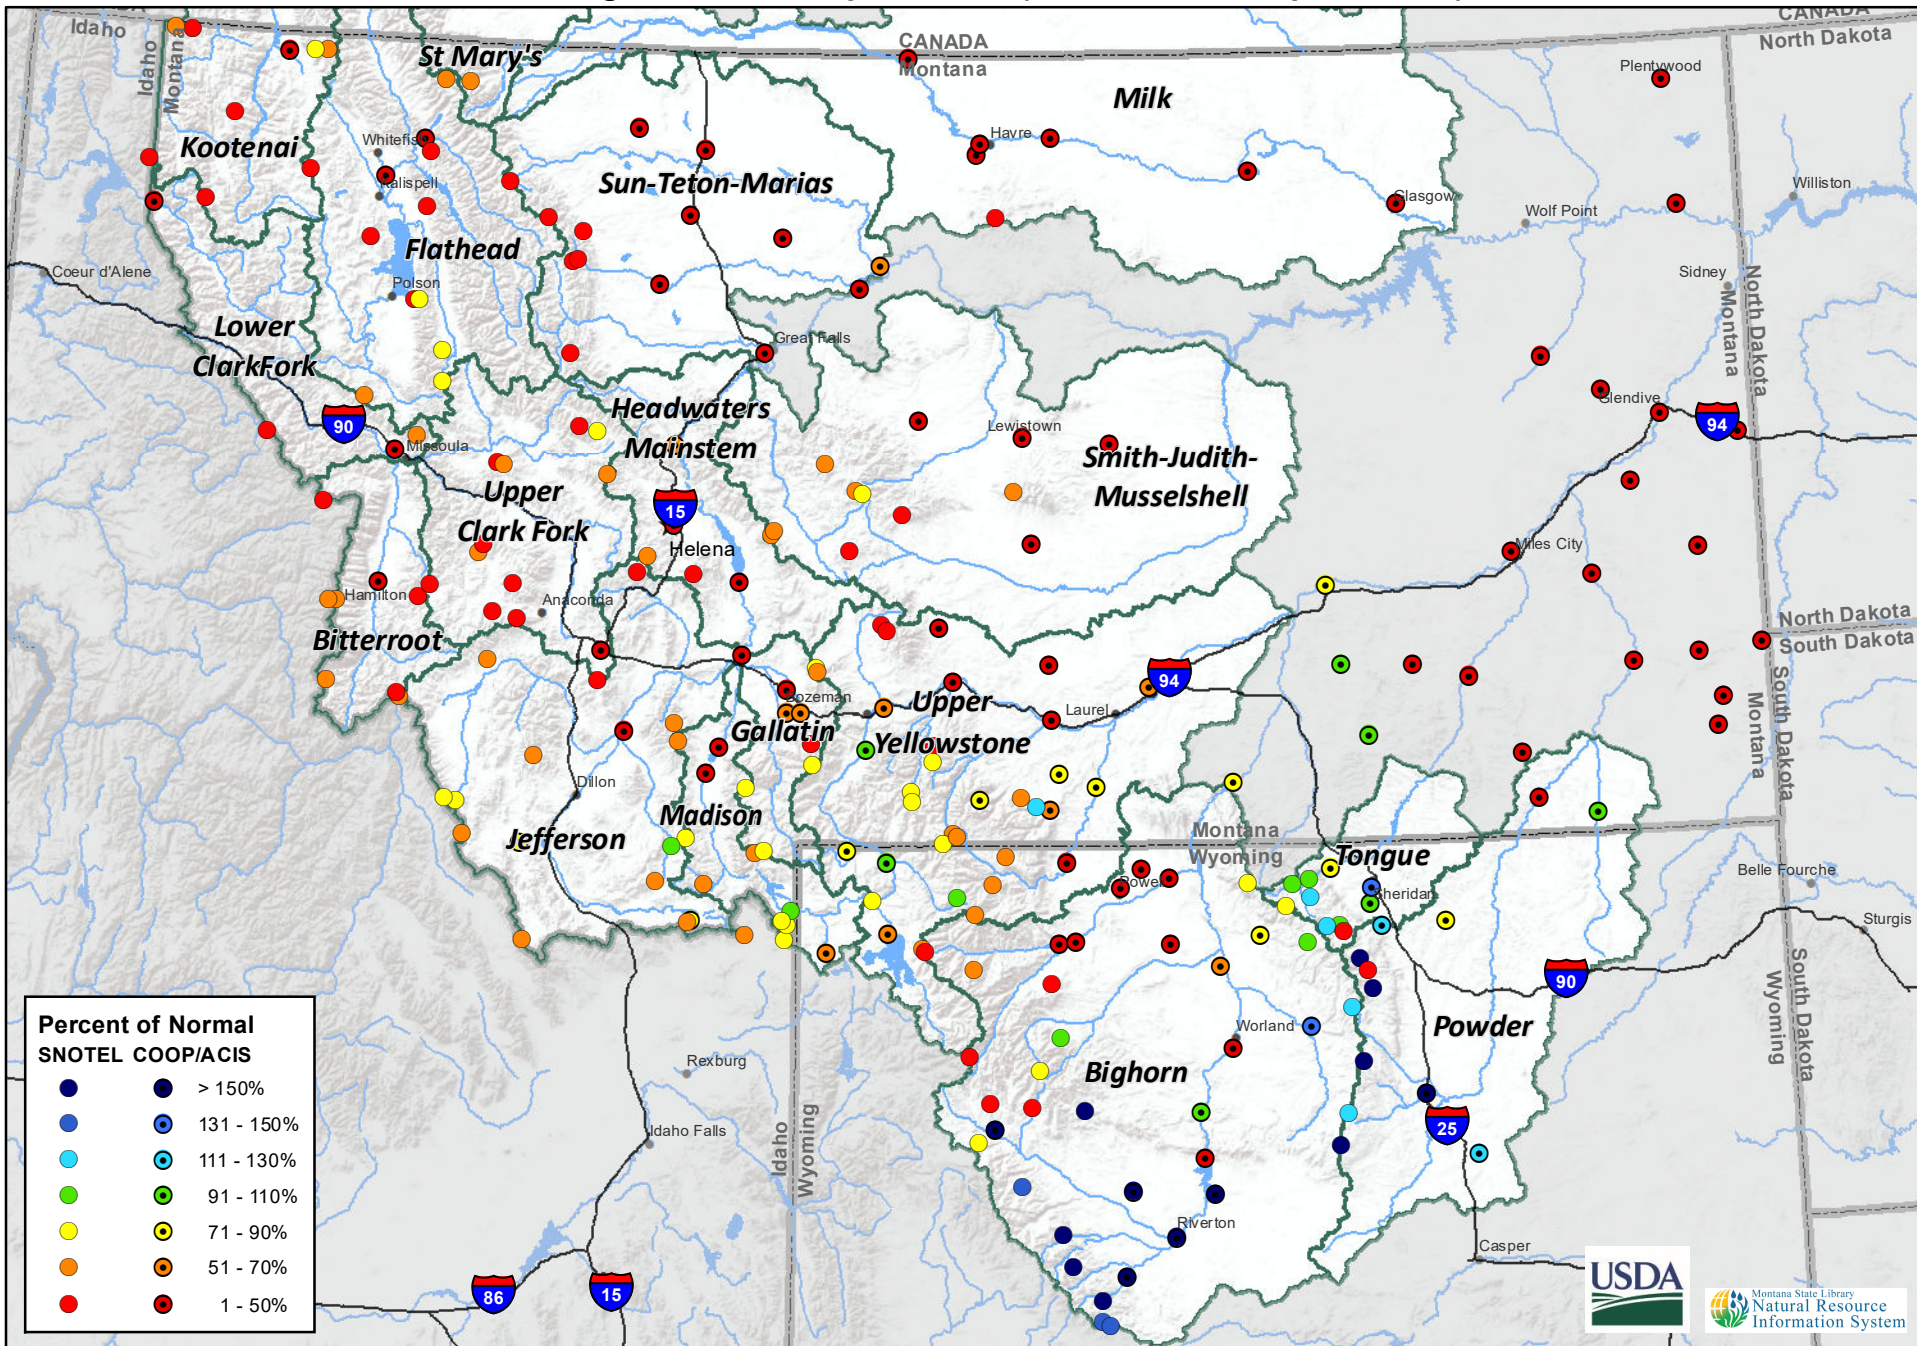 CANADA
Idaho
Idaho
Montana
CANADA
Montana
CANADA
North Dakota
St Mary's
Milk
Plentywood
Kootenai
Whitefis
Havre
Kalispell
Sun-Teton-Marias
Glasgow
Williston
Wolf Point
Flathead
Coeur d'Alene
Polson
Sidney
North Dakota
Montana
Lower
ClarkFork
Great Falls
Headwaters
Mainstem
Lewistown
Glendive
90
94
Missoula
Smith-Judith-
Musselshell
Upper
Clark Fork
15
Helena
Miles City
Hamilton
Anaconda
Bitterroot
North Dakota
South Dakota
94
Bozeman
Upper
Yellowstone
Laurel
Gallatin
South Dakota
Montana
Dillon
Madison
Jefferson
Montana
Wyoming
Tongue
Powell
Sheridan
Belle Fourche
Sturgis
90
South Dakota
Wyoming
Percent of Normal
SNOTEL COOP/ACIS
> 150%
131 - 150%
111 - 130%
91 - 110%
71 - 90%
51 - 70%
1 - 50%
Rexburg
Worland
Powder
Bighorn
Idaho Falls
Idaho
Wyoming
25
Riverton
Casper
86
15
USDA
Montana State Library
Natural Resource
Information System